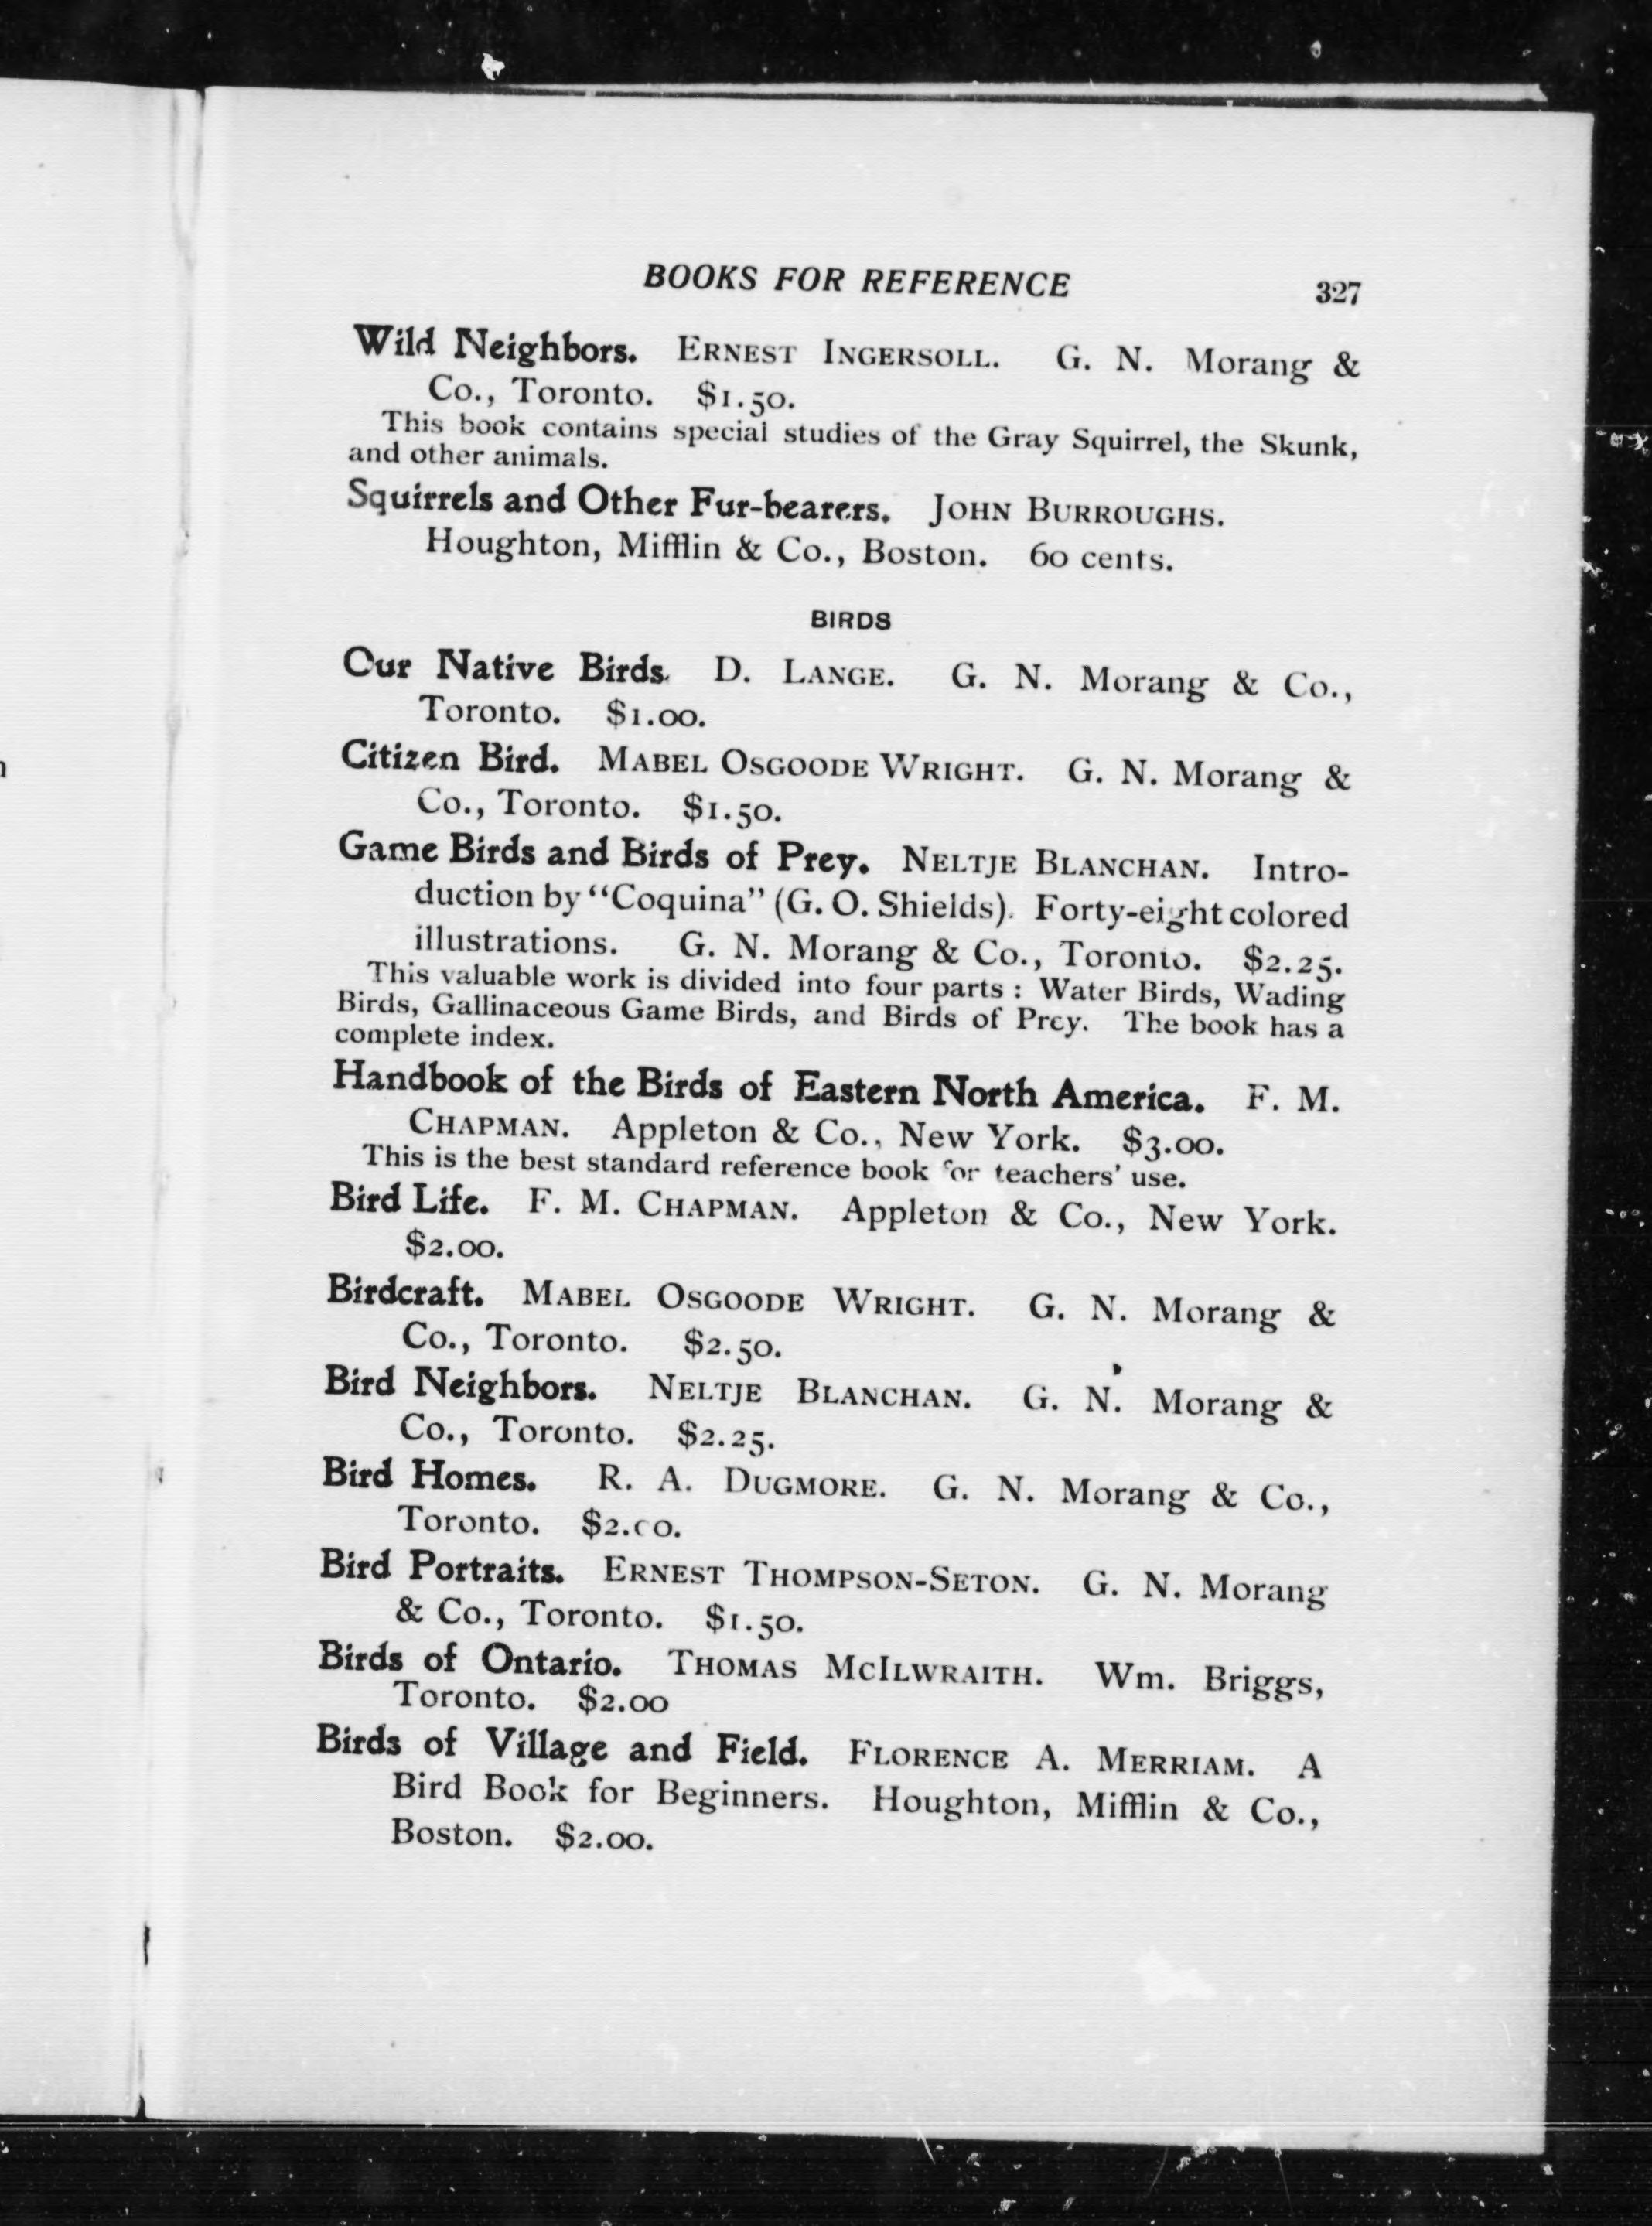 BOOKS FOR REFERENCE 327
Wild Neighbors. ERNEST INGERSOLL. G. N. Morang &
Co., Toronto. $1.50.
This book contains special studies of the Gray Squirrel, the Skunk,
and other animals.
Squirrels and Other Fur-bearers. JOHN BURROUGHS.
Houghton, Mifflin & Co., Boston. 60 cents.
BIRDS
Our Native Birds. D. LANGE. G. N. Morang & Co.,
Toronto. $1.00.
Citizen Bird. MABEL OSGOODE WRIGHT. G. N. Morang &
Co., Toronto. $1.50.
Game Birds and Birds of Prey. NELTJE BLANCHAN. Intro-
duction by "Coquina" (G. O. Shields). Forty-eight colored
illustrations. G. N. Morang & Co., Toronto. $2.25.
This valuable work is divided into four parts : Water Birds, Wading
Birds, Gallinaceous Game Birds, and Birds of Prey. The book has a
complete index.
Handbook of the Birds of Eastern North America. F. M.
CHAPMAN. Appleton & Co., New York. $3.00.
This is the best standard reference book for teachers' use.
Bird Life. F. M. CHAPMAN. Appleton & Co., New York.
$2.00.
Birdcraft. MABEL OSGOODE WRIGHT. G. N. Morang &
Co., Toronto. $2.50.
Bird Neighbors. NELTJE BLANCHAN. G. N. Morang &
Co., Toronto. $2.25.
Bird Homes. R. A. DUGMORE. G. N. Morang & Co.,
Toronto. $2.00.
Bird Portraits. ERNEST THOMPSON-SETON. G. N. Morang
& Co., Toronto. $1.50.
Birds of Ontario. THOMAS MCILWRAITH. Wm. Briggs,
Toronto. $2.00
Birds of Village and Field. FLORENCE A. MERRIAM. A
Bird Book for Beginners. Houghton, Mifflin & Co.,
Boston. $2.00.